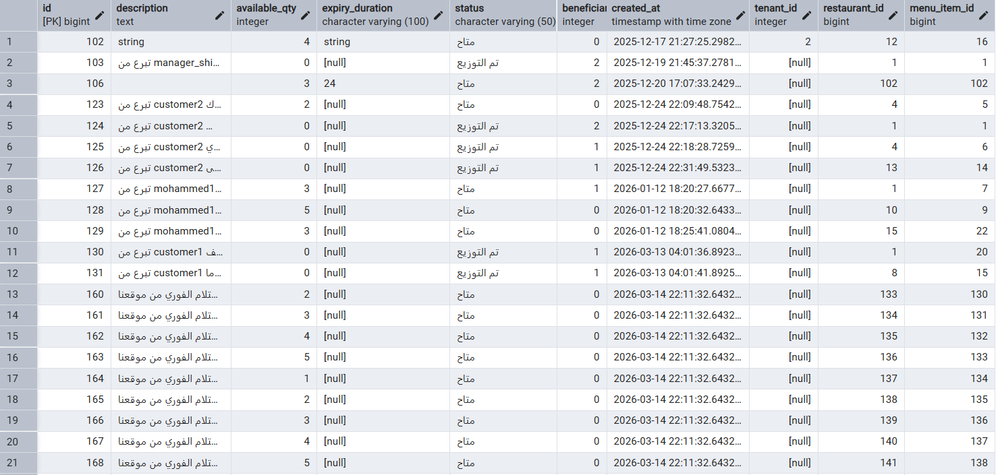 id description available_qty expiry_duration status beneficiar created_at tenant_id restaurant_id menu_item_id
[PK] bigint text integer character varying (100) character varying (50) integer timestamp with time zone integer bigint bigint
1 102 string 4 string متاح 0 2025-12-17 21:27:25.2982... 2 12 16
2 103 تبرع من manager_shi... 0 [null] تم التوزيع 2 2025-12-19 21:45:37.2781... [null] 1 1
3 106 3 24 متاح 2 2025-12-20 17:07:33.2429... [null] 102 102
4 123 تبرع من customer2 ك... 2 [null] متاح 0 2025-12-24 22:09:48.7542... [null] 4 5
5 124 تبرع من customer2 ... 0 [null] تم التوزيع 2 2025-12-24 22:17:13.3205... [null] 1 1
6 125 تبرع من customer2 ي... 0 [null] تم التوزيع 1 2025-12-24 22:18:28.7259... [null] 4 6
7 126 تبرع من customer2 ى... 0 [null] تم التوزيع 1 2025-12-24 22:31:49.5323... [null] 13 14
8 127 تبرع من mohammed1... 3 [null] متاح 1 2026-01-12 18:20:27.6677... [null] 1 7
9 128 تبرع من mohammed1... 5 [null] متاح 0 2026-01-12 18:20:32.6433... [null] 10 9
10 129 تبرع من mohammed1... 3 [null] متاح 0 2026-01-12 18:25:41.0804... [null] 15 22
11 130 تبرع من customer1 ف... 0 [null] تم التوزيع 1 2026-03-13 04:01:36.8923... [null] 1 20
12 131 تبرع من customer1 ما... 0 [null] تم التوزيع 1 2026-03-13 04:01:41.8925... [null] 8 15
13 160 ...تلام الفوري من موقعنا 2 [null] متاح 0 2026-03-14 22:11:32.6432... [null] 133 130
14 161 ...تلام الفوري من موقعنا 3 [null] متاح 0 2026-03-14 22:11:32.6432... [null] 134 131
15 162 ...تلام الفوري من موقعنا 4 [null] متاح 0 2026-03-14 22:11:32.6432... [null] 135 132
16 163 ...تلام الفوري من موقعنا 5 [null] متاح 0 2026-03-14 22:11:32.6432... [null] 136 133
17 164 ...تلام الفوري من موقعنا 1 [null] متاح 0 2026-03-14 22:11:32.6432... [null] 137 134
18 165 ...تلام الفوري من موقعنا 2 [null] متاح 0 2026-03-14 22:11:32.6432... [null] 138 135
19 166 ...تلام الفوري من موقعنا 3 [null] متاح 0 2026-03-14 22:11:32.6432... [null] 139 136
20 167 ...تلام الفوري من موقعنا 4 [null] متاح 0 2026-03-14 22:11:32.6432... [null] 140 137
21 168 ...تلام الفوري من موقعنا 5 [null] متاح 0 2026-03-14 22:11:32.6432... [null] 141 138